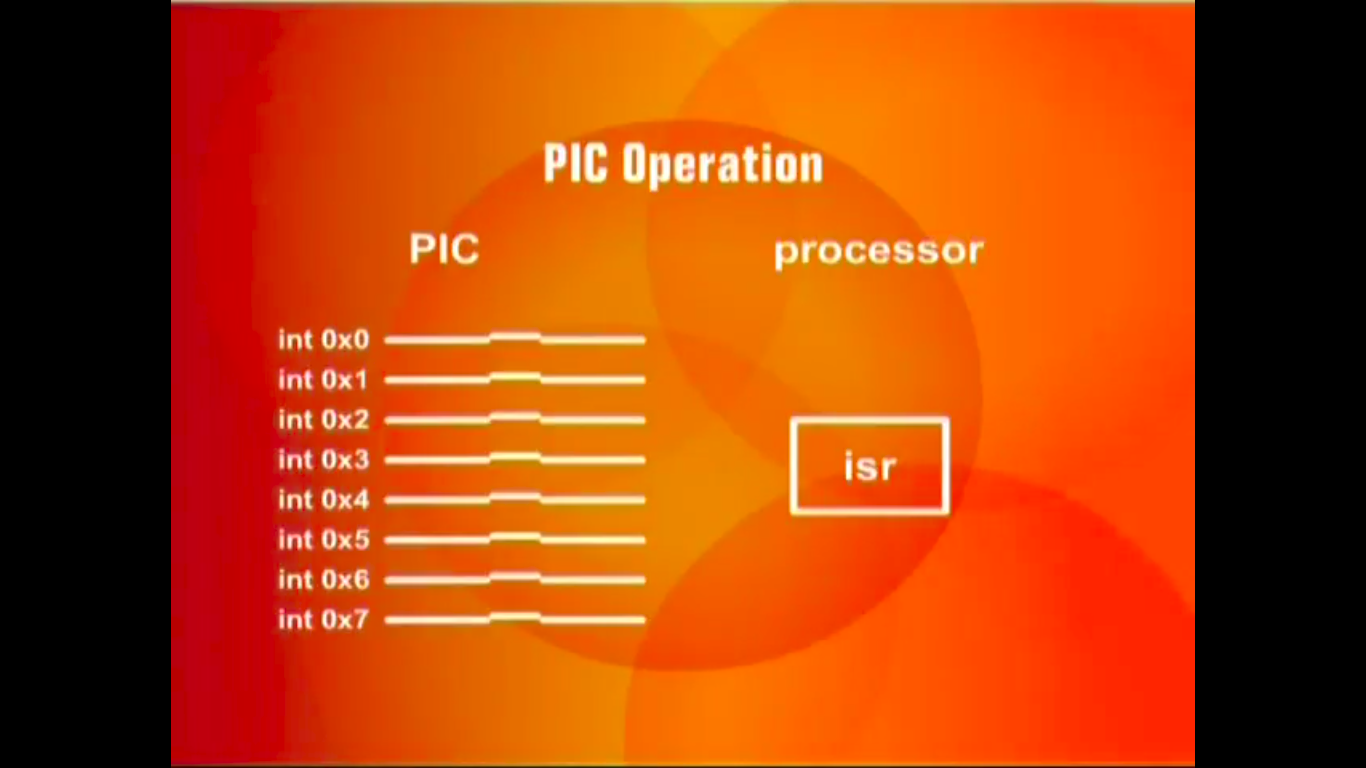 PIC Operation
PIC processor
int 0x0
int 0x1
int 0x2
int 0x3
int 0x4
int 0x5
int 0x6
int 0x7
isr